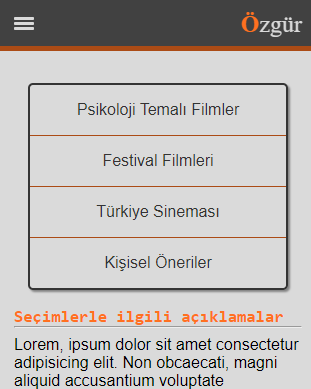 Özgür
Psikoloji Temalı Filmler
Festival Filmleri
Türkiye Sineması
Kişisel Öneriler
Seçimlerle ilgili açıklamalar
Lorem, ipsum dolor sit amet consectetur
adipisicing elit. Non obcaecati, magni
aliquid accusantium voluptate